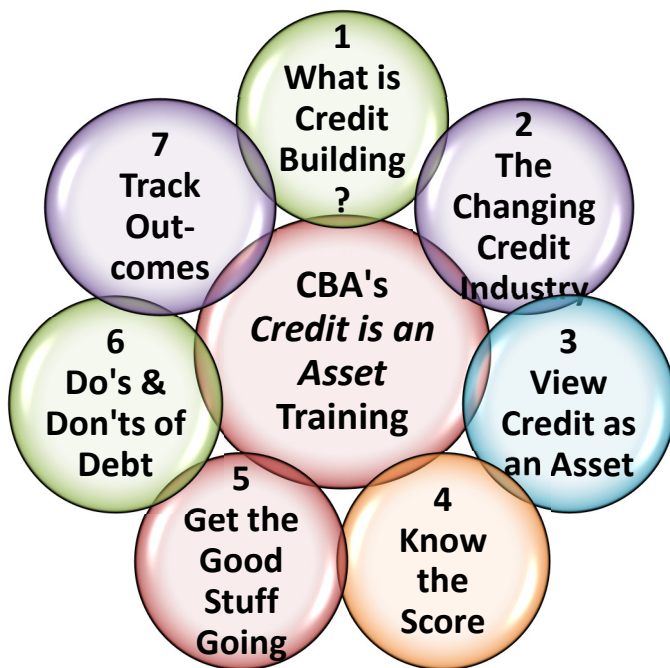 1
What is
Credit
Building
?
2
The
Changing
Credit
Industry
3
View
Credit as
an Asset
4
Know
the
Score
5
Get the
Good
Stuff
Going
6
Do's &
Don'ts of
Debt
7
Track
Out-
comes
CBA's
Credit is an
Asset
Training